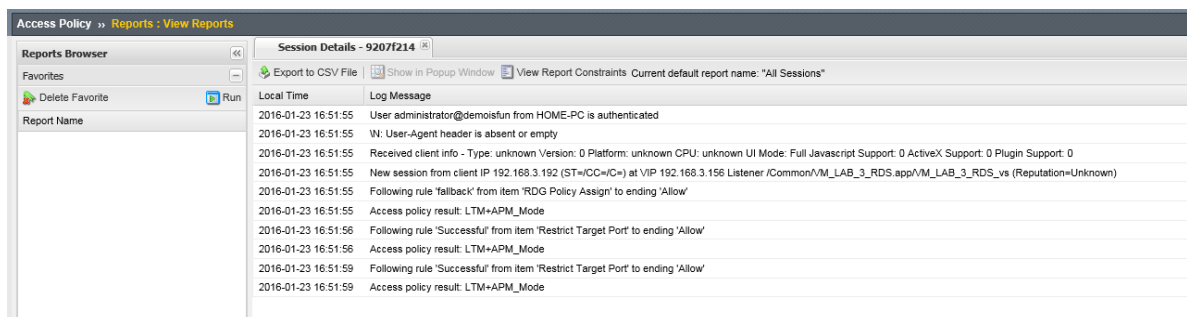 Access Policy ›› Reports : View Reports
Reports Browser
Favorites
Delete Favorite Run
Report Name
Session Details - 9207f214
Export to CSV File Show in Popup Window View Report Constraints Current default report name: "All Sessions"
Local Time Log Message
2016-01-23 16:51:55 User administrator@demoisfun from HOME-PC is authenticated
2016-01-23 16:51:55 \N: User-Agent header is absent or empty
2016-01-23 16:51:55 Received client info - Type: unknown Version: 0 Platform: unknown CPU: unknown UI Mode: Full Javascript Support: 0 ActiveX Support: 0 Plugin Support: 0
2016-01-23 16:51:55 New session from client IP 192.168.3.192 (ST=/CC=/C=) at VIP 192.168.3.156 Listener /Common/VM_LAB_3_RDS.app/VM_LAB_3_RDS_vs (Reputation=Unknown)
2016-01-23 16:51:55 Following rule 'fallback' from item 'RDG Policy Assign' to ending 'Allow'
2016-01-23 16:51:55 Access policy result: LTM+APM_Mode
2016-01-23 16:51:56 Following rule 'Successful' from item 'Restrict Target Port' to ending 'Allow'
2016-01-23 16:51:56 Access policy result: LTM+APM_Mode
2016-01-23 16:51:59 Following rule 'Successful' from item 'Restrict Target Port' to ending 'Allow'
2016-01-23 16:51:59 Access policy result: LTM+APM_Mode